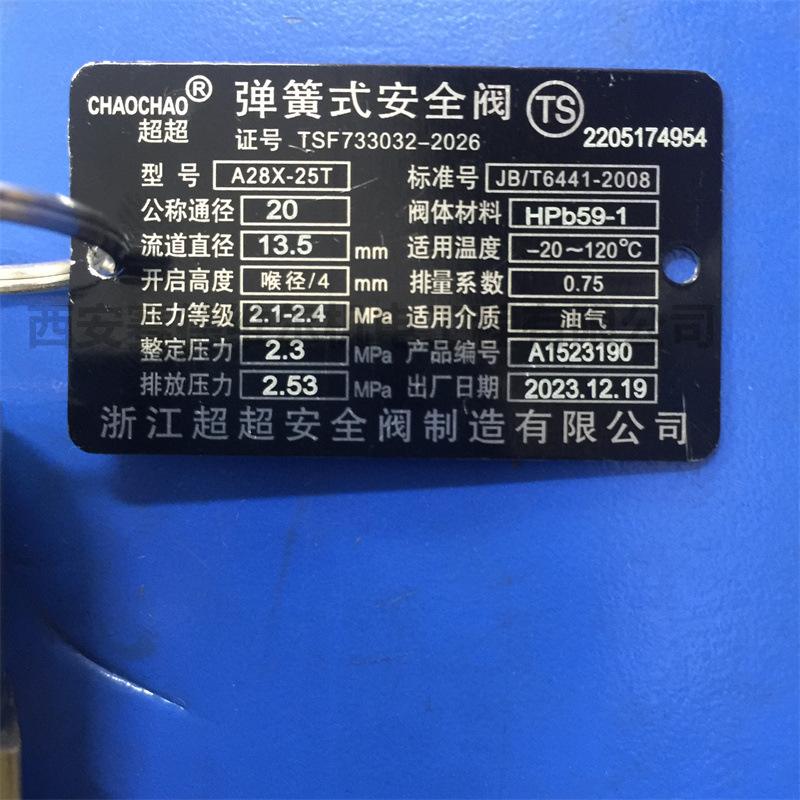 CHAOCHAO®
超超
弹簧式安全阀 TS
证号 TSF733032-2026 2205174954
型号 A28X-25T 标准号 JB/T6441-2008
公称通径 20 阀体材料 HPb59-1
流道直径 13.5 mm 适用温度 -20~120℃
开启高度 喉径/4 mm 排量系数 0.75
压力等级 2.1-2.4 MPa 适用介质 油气
整定压力 2.3 MPa 产品编号 A1523190
排放压力 2.53 MPa 出厂日期 2023.12.19
浙江超超安全阀制造有限公司